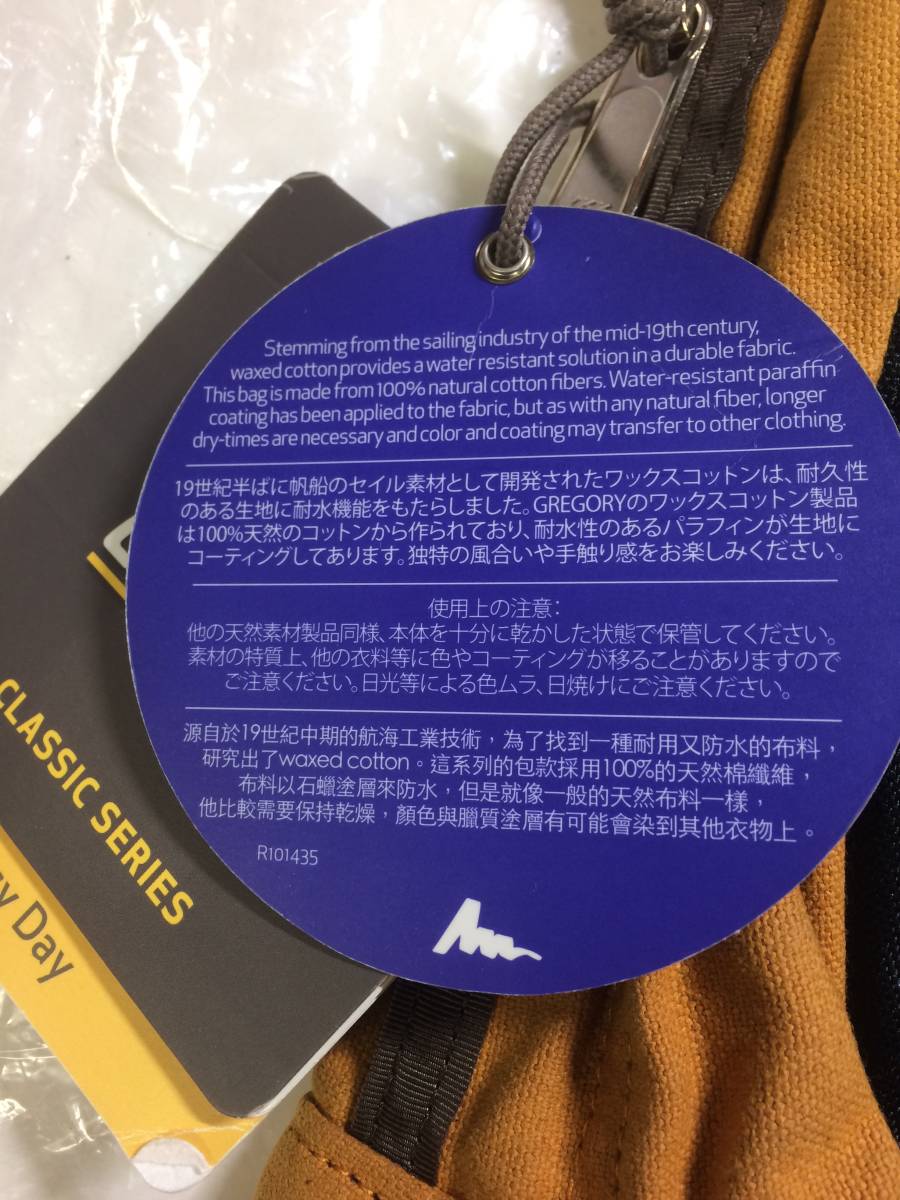 Stemming from the sailing industry of the mid-19th century,
waxed cotton provides a water resistant solution in a durable fabric.
This bag is made from 100% natural cotton fibers. Water-resistant paraffin
coating has been applied to the fabric, but as with any natural fiber, longer
dry-times are necessary and color and coating may transfer to other clothing.
19世紀半ばに帆船のセイル素材として開発されたワックスコットンは、耐久性
のある生地に耐水機能をもたらしました。GREGORYのワックスコットン製品
は100%天然のコットンから作られており、耐水性のあるパラフィンが生地に
コーティングしてあります。独特の風合いや手触り感をお楽しみください。
使用上の注意:
他の天然素材製品同様、本体を十分に乾かした状態で保管してください。
素材の特質上、他の衣料等に色やコーティングが移ることがありますので
ご注意ください。日光等による色ムラ、日焼けにご注意ください。
源自於19世紀中期的航海工業技術，為了找到一種耐用又防水的布料，
研究出了waxed cotton。這系列的包款採用100%的天然棉纖維，
布料以石蠟塗層來防水，但是就像一般的天然布料一樣，
他比較需要保持乾燥，顏色與臘質塗層有可能會染到其他衣物上。
R101435
CLASSIC SERIES
y Day